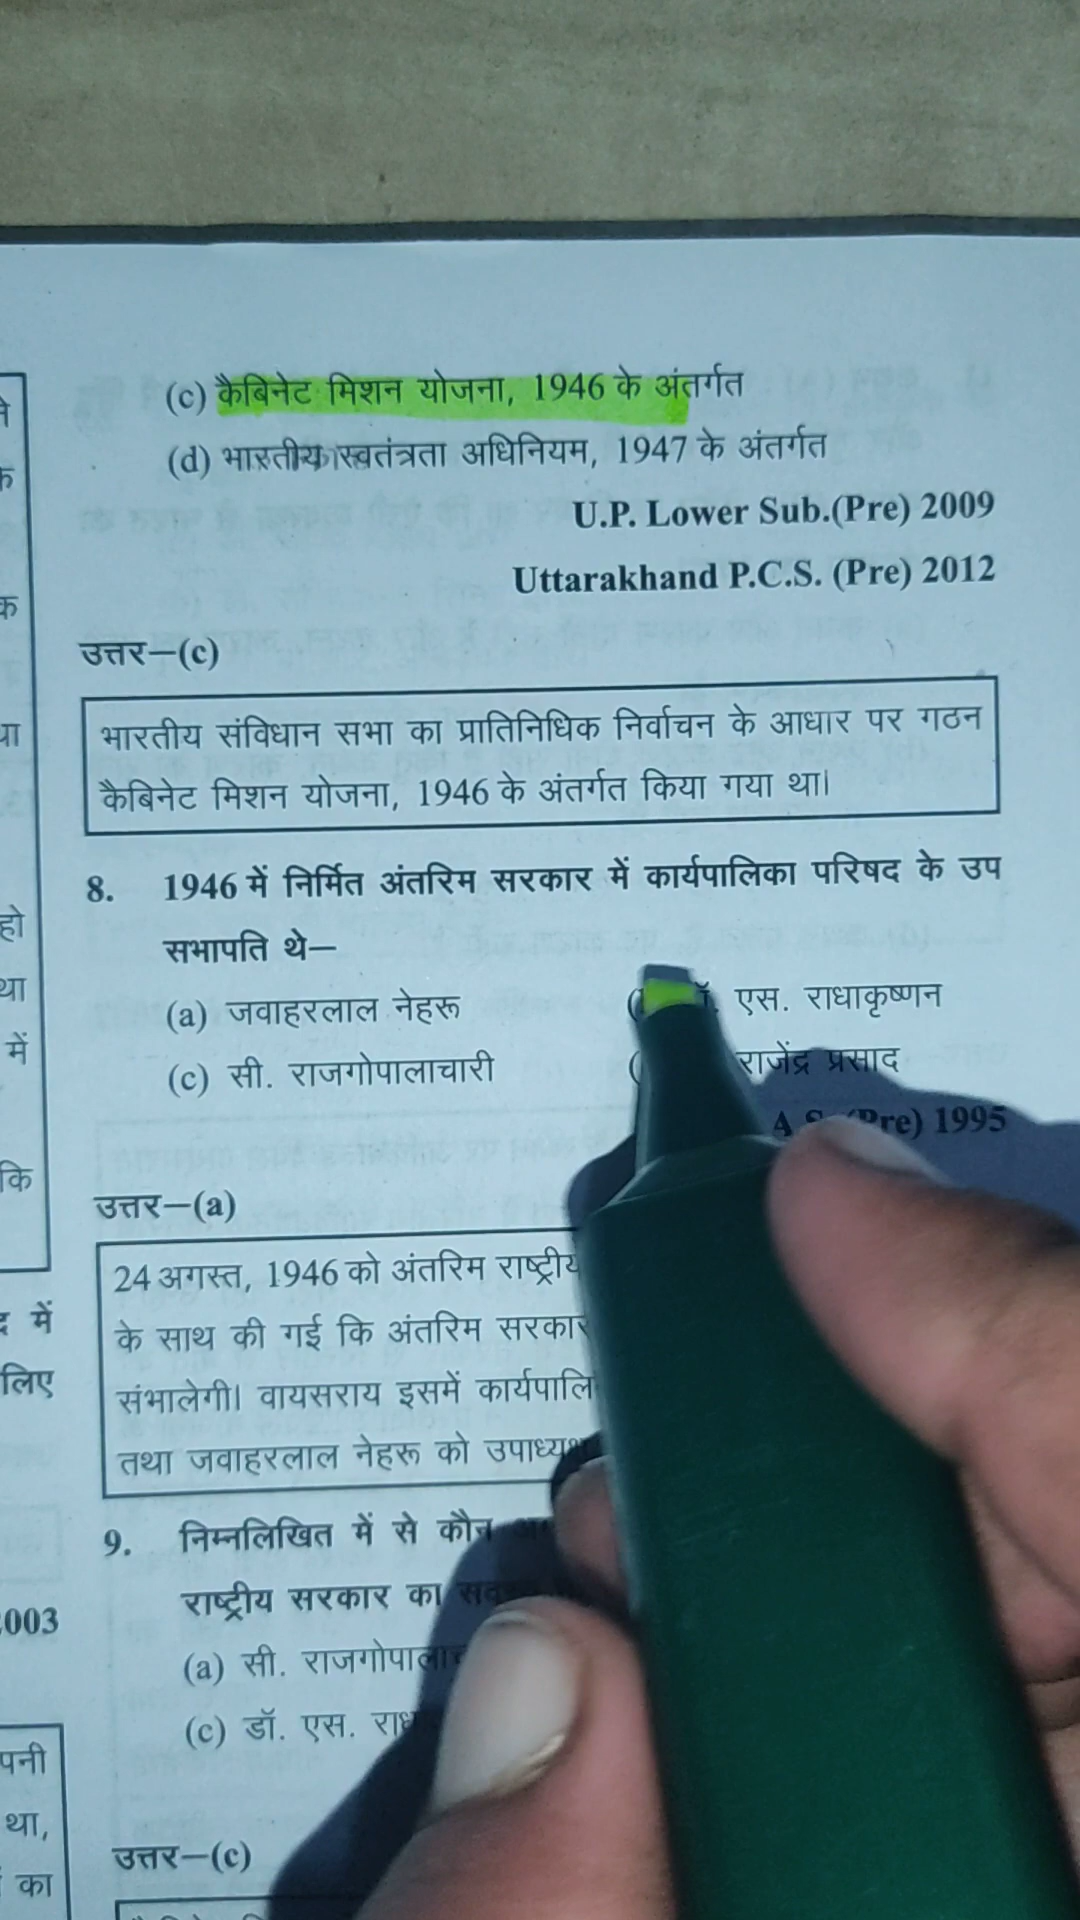 (c) कैबिनेट मिशन योजना, 1946 के अंतर्गत
(d) भारतीय स्वतंत्रता अधिनियम, 1947 के अंतर्गत
U.P. Lower Sub.(Pre) 2009
Uttarakhand P.C.S. (Pre) 2012
उत्तर–(c)
भारतीय संविधान सभा का प्रातिनिधिक निर्वाचन के आधार पर गठन
कैबिनेट मिशन योजना, 1946 के अंतर्गत किया गया था।
8. 1946 में निर्मित अंतरिम सरकार में कार्यपालिका परिषद के उप
सभापति थे–
(a) जवाहरलाल नेहरू एस. राधाकृष्णन
(c) सी. राजगोपालाचारी राजेंद्र प्रसाद
(Pre) 1995
उत्तर–(a)
24 अगस्त, 1946 को अंतरिम राष्ट्रीय
के साथ की गई कि अंतरिम सरकार
संभालेगी। वायसराय इसमें
तथा जवाहरलाल नेहरू को
9. निम्नलिखित में से कौन
राष्ट्रीय सरकार का
(a) सी.
(c) डॉ. एस.
उत्तर–(c)
हो
था
में
कि
में
लिए
पनी
था,
का